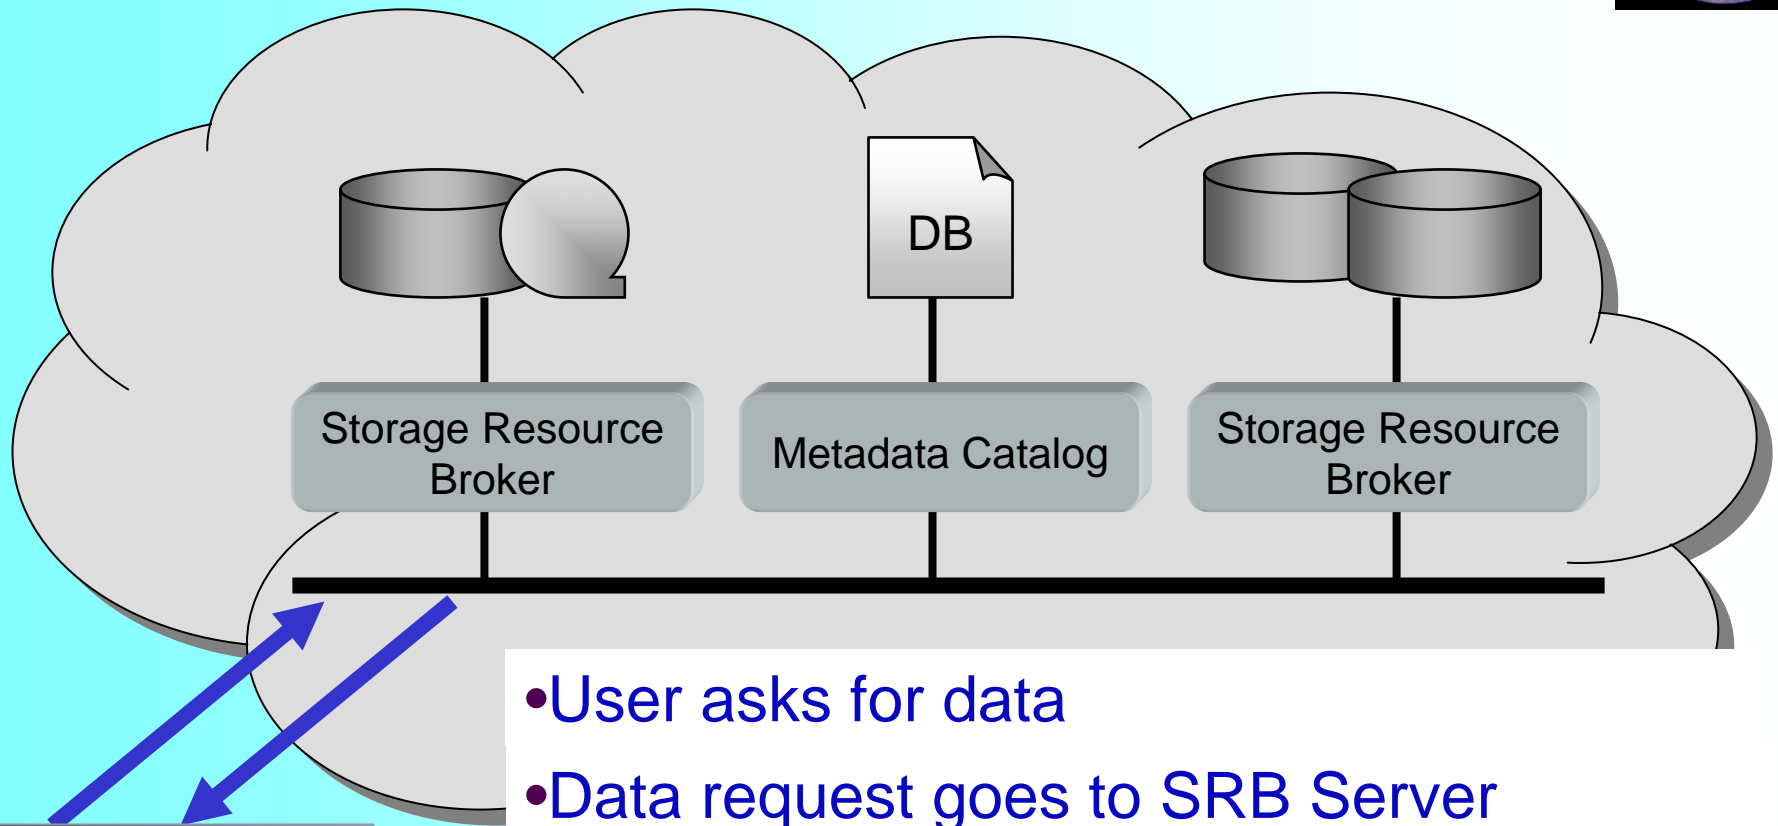 DB
Storage Resource
Broker
Metadata Catalog
Storage Resource
Broker
•User asks for data
•Data request goes to SRB Server